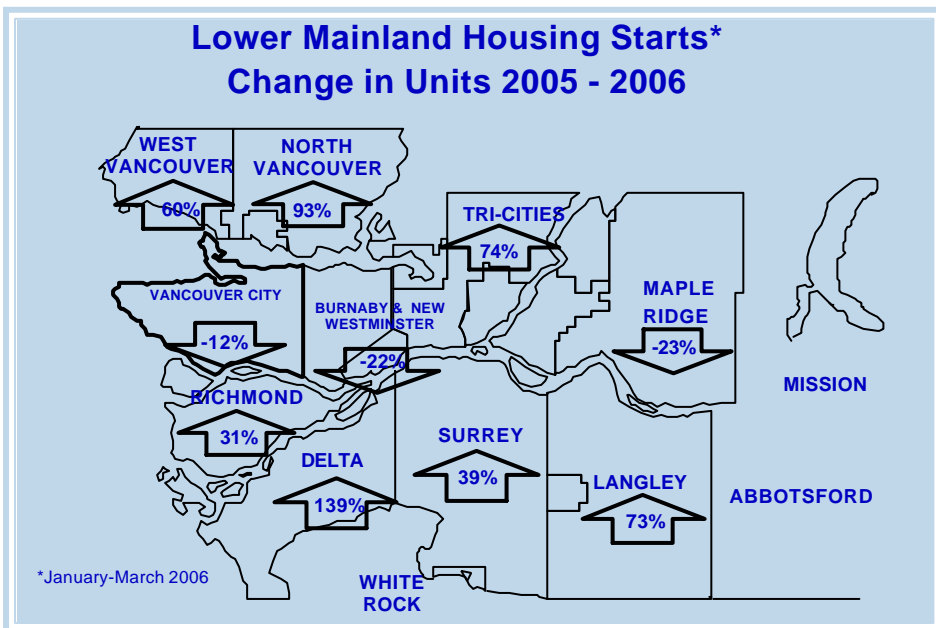 Lower Mainland Housing Starts*
Change in Units 2005 - 2006
WEST
VANCOUVER
60%
NORTH
VANCOUVER
93%
TRI-CITIES
74%
VANCOUVER CITY
-12%
BURNABY & NEW
WESTMINSTER
-22%
MAPLE
RIDGE
-23%
MISSION
RICHMOND
31%
DELTA
139%
SURREY
39%
LANGLEY
73%
ABBOTSFORD
*January-March 2006
WHITE
ROCK